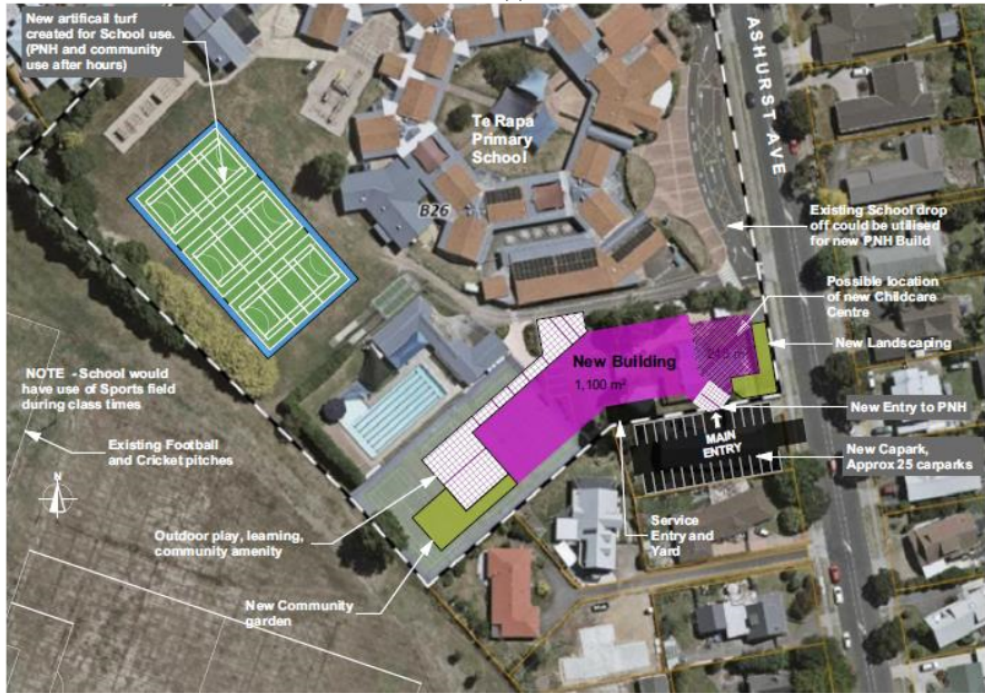 New artificail turf
created for School use.
(PNH and community
use after hours)
ASHURST AVE
Te Rapa
Primary
School
B26
Existing School drop
off could be utilised
for new PNH Build
Possible location
of new Childcare
Centre
New Landscaping
New Building
1,100 m²
NOTE - School would
have use of Sports field
during class times
New Entry to PNH
MAIN
ENTRY
Existing Football
and Cricket pitches
New Capark,
Approx 25 carparks
N
Outdoor play, learning,
community amenity
Service
Entry and
Yard
New Community
garden